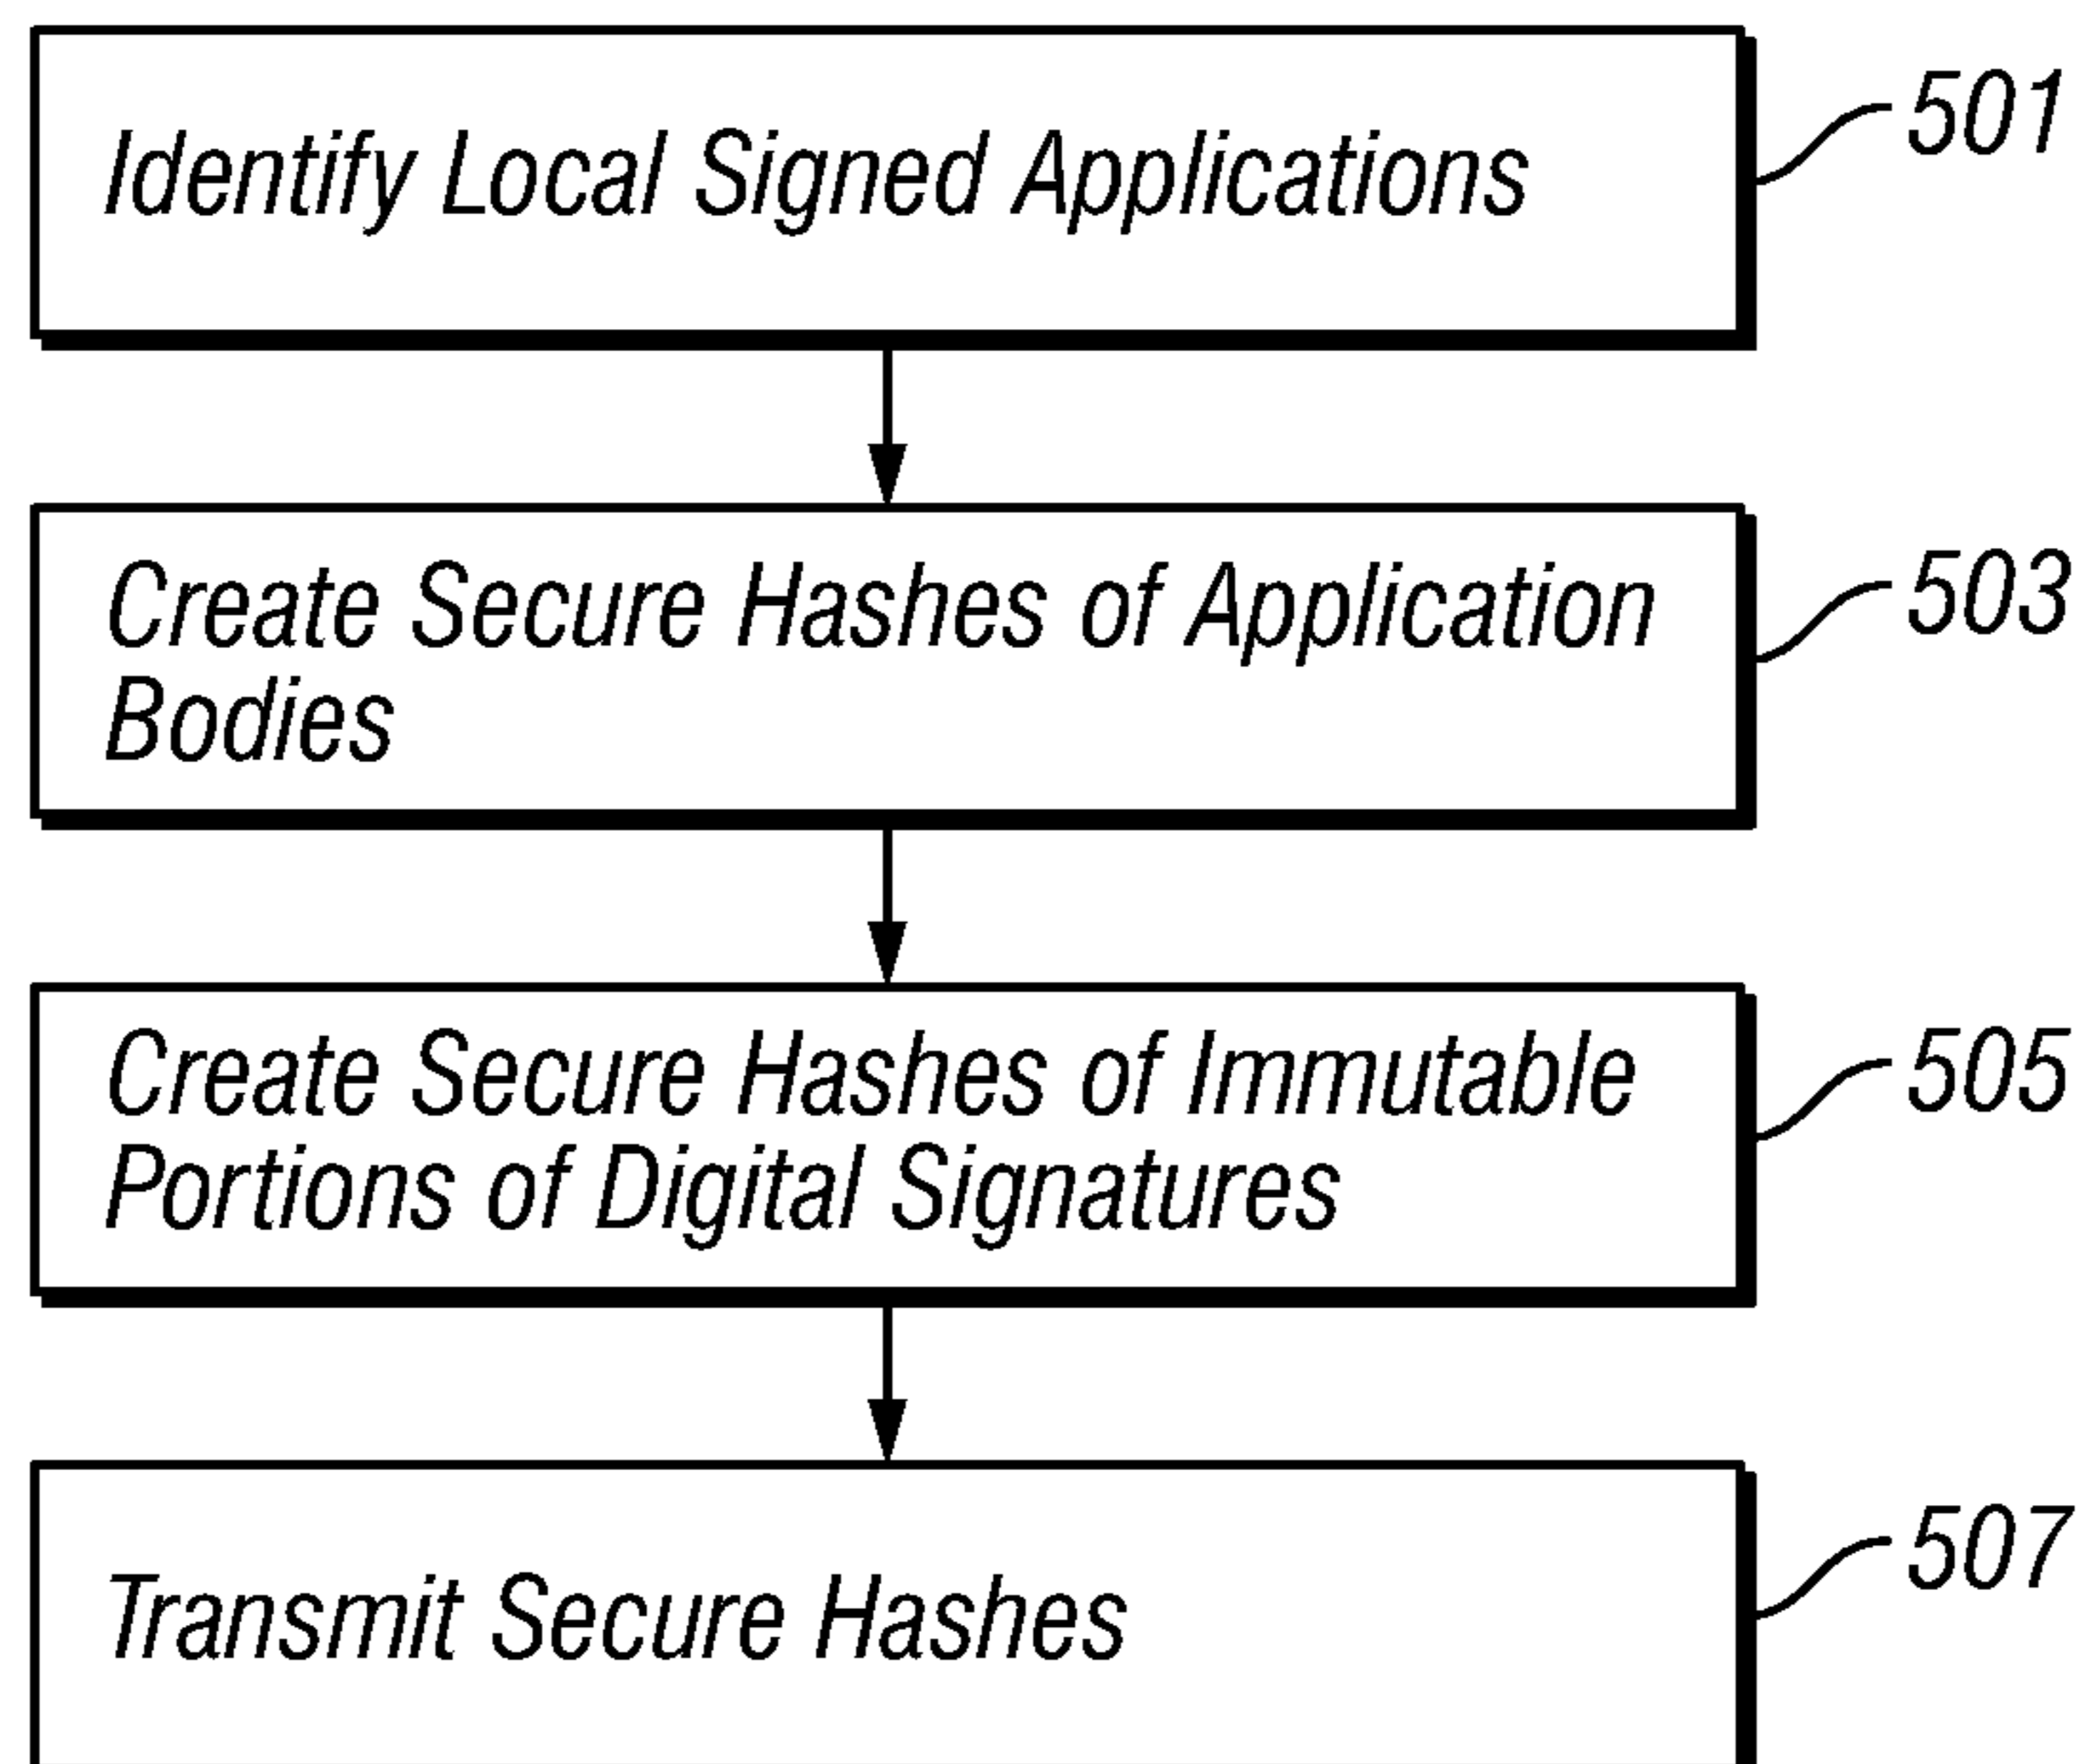 Identify Local Signed Applications
501
Create Secure Hashes of Application
Bodies
503
Create Secure Hashes of Immutable
Portions of Digital Signatures
505
Transmit Secure Hashes
507